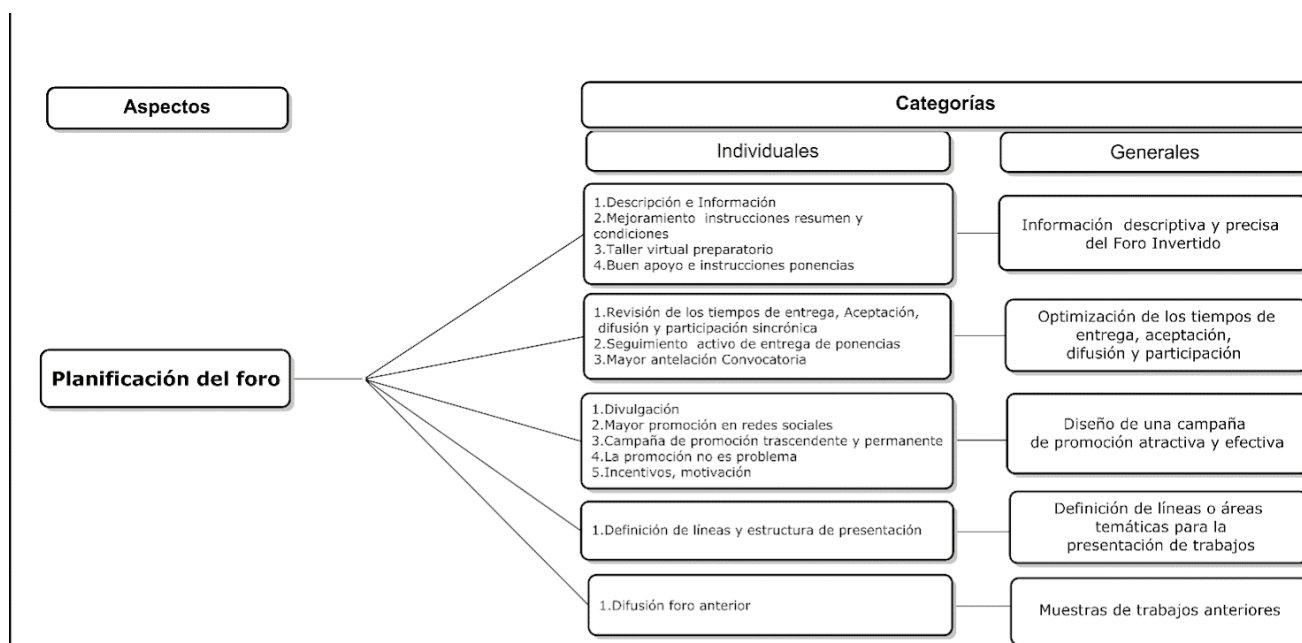 Aspectos
Categorías
Individuales
Generales
Planificación del foro
1.Descripción e Información
2.Mejoramiento instrucciones resumen y
condiciones
3.Taller virtual preparatorio
4.Buen apoyo e instrucciones ponencias
Información descriptiva y precisa
del Foro Invertido
1.Revisión de los tiempos de entrega, Aceptación,
difusión y participación sincrónica
2.Seguimiento activo de entrega de ponencias
3.Mayor antelación Convocatoria
Optimización de los tiempos de
entrega, aceptación,
difusión y participación
1.Divulgación
2.Mayor promoción en redes sociales
3.Campaña de promoción trascendente y permanente
4.La promoción no es problema
5.Incentivos, motivación
Diseño de una campaña
de promoción atractiva y efectiva
1.Definición de líneas y estructura de presentación
Definición de líneas o áreas
temáticas para la
presentación de trabajos
1.Difusión foro anterior
Muestras de trabajos anteriores